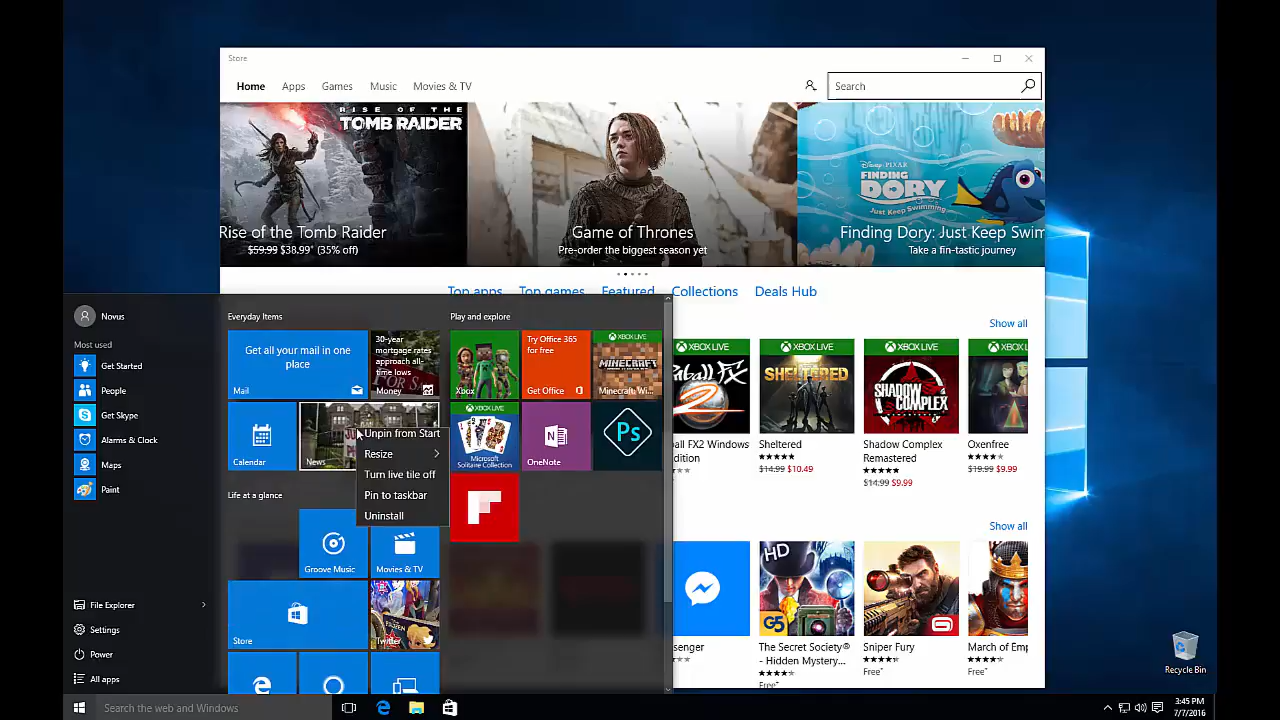 Store
Home Apps Games Music Movies & TV
Search
RISE OF THE
TOMB RAIDER
Disney PIXAR
FINDING
DORY
Just Keep Swimming
Rise of the Tomb Raider
$59.99 $38.99* (35% off)
Game of Thrones
Pre-order the biggest season yet
Finding Dory: Just Keep Swim
Take a fin-tastic journey
Top apps Top games Featured Collections Deals Hub
Show all
XBOX LIVE
XBOX LIVE
XBOX LIVE
XBOX LIV
2
SHELTERED
SHADOW
COMPLEX
REMASTERED
ball FX2 Windows
dition
Sheltered
$14.99 $10.49
Shadow Complex
Remastered
$14.99 $9.99
Oxenfree
$19.99 $9.99
Show all
HD
G5
senger
The Secret Society®
- Hidden Mystery...
Free*
Sniper Fury
Free*
March of Emp
Free*
Novus
Most used
Get Started
People
Get Skype
Alarms & Clock
Maps
Paint
File Explorer
Settings
Power
All apps
Everyday Items
Get all your mail in one
place
Mail
30-year
mortgage rates
approach all-
time lows
Money
Calendar
News
Unpin from Start
Resize
Turn live tile off
Pin to taskbar
Uninstall
Life at a glance
Groove Music
Movies & TV
Store
Twitter
Play and explore
Xbox
Try Office 365
for free
Get Office
XBOX LIVE
MINECRAFT
Minecraft: Wi...
XBOX LIVE
Microsoft
Solitaire Collection
OneNote
Ps
Recycle Bin
Search the web and Windows
3:45 PM
7/7/2016